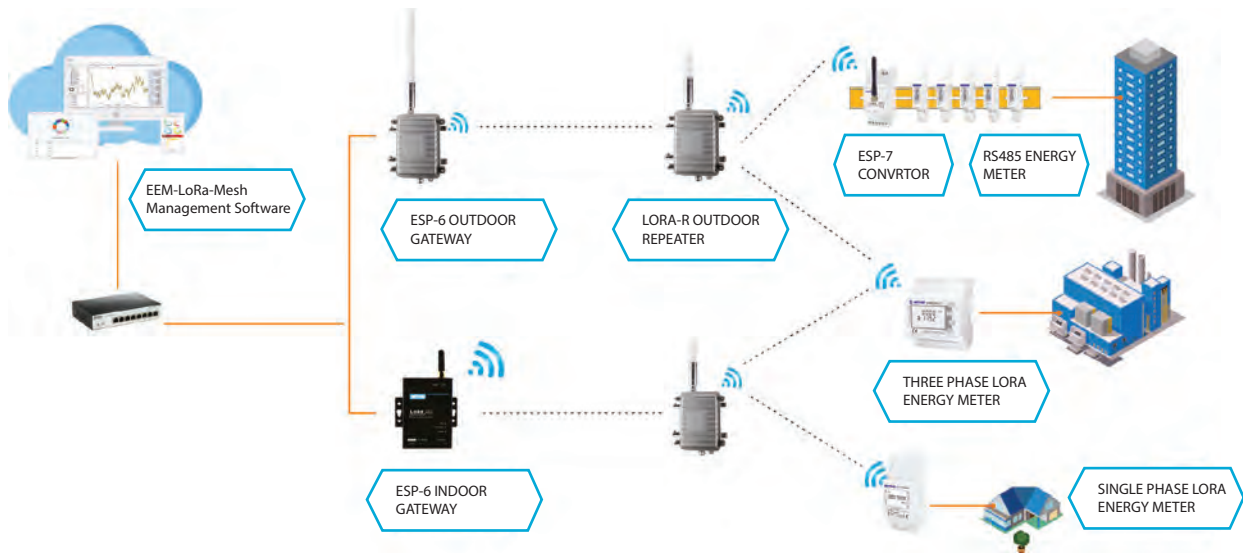 EEM-LoRa-Mesh
Management Software
ESP-6 OUTDOOR
GATEWAY
LORA-R OUTDOOR
REPEATER
ESP-7
CONVRTOR
RS485 ENERGY
METER
THREE PHASE LORA
ENERGY METER
ESP-6 INDOOR
GATEWAY
SINGLE PHASE LORA
ENERGY METER